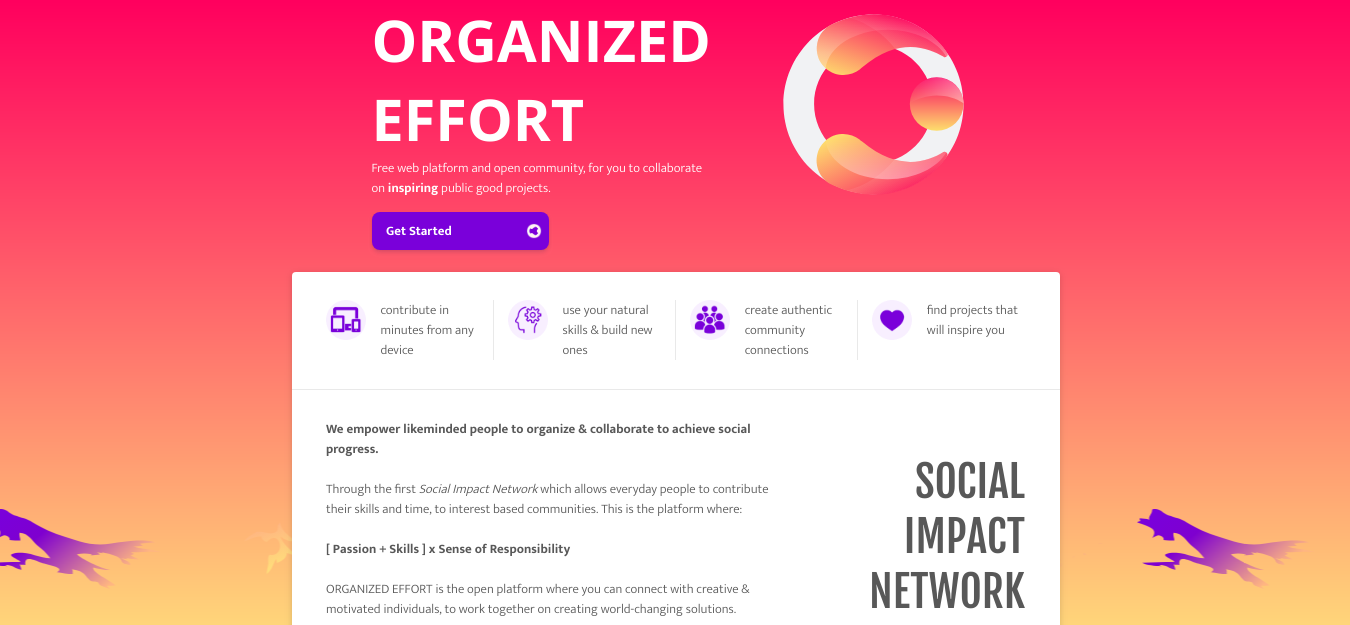 ORGANIZED
EFFORT
Free web platform and open community, for you to collaborate
on inspiring public good projects.
Get Started
contribute in
minutes from any
device
use your natural
skills & build new
ones
create authentic
community
connections
find projects that
will inspire you
We empower likeminded people to organize & collaborate to achieve social
progress.
Through the first Social Impact Network which allows everyday people to contribute
their skills and time, to interest based communities. This is the platform where:
[ Passion + Skills ] x Sense of Responsibility
ORGANIZED EFFORT is the open platform where you can connect with creative &
motivated individuals, to work together on creating world-changing solutions.
SOCIAL
IMPACT
NETWORK